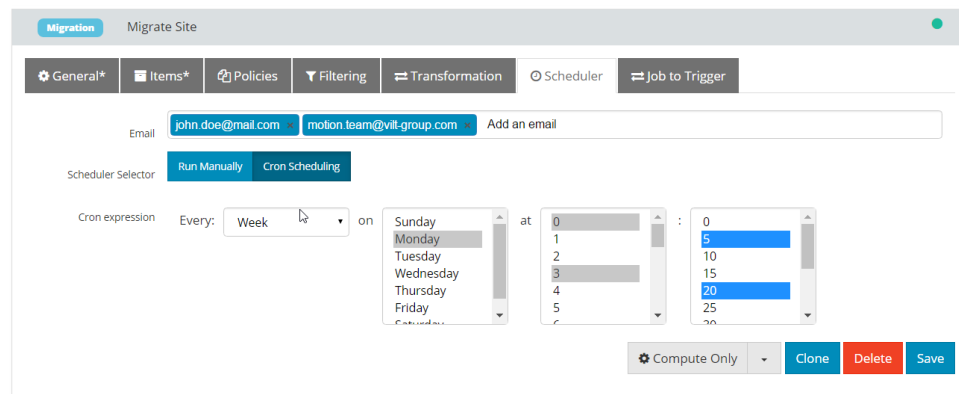 Migration Migrate Site
General* Items* Policies Filtering Transformation Scheduler Job to Trigger
Email john.doe@mail.com × motion.team@vilt-group.com × Add an email
Scheduler Selector Run Manually Cron Scheduling
Cron expression Every: Week on Sunday at 0 : 0
Monday 1 5
Tuesday 2 10
Wednesday 3 15
Thursday 4 20
Friday 5 25
Saturday 6 30
Compute Only Clone Delete Save